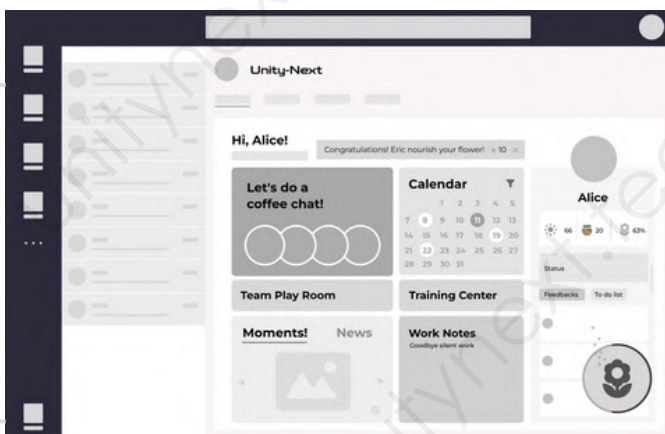 Unity-Next
Hi, Alice!
Congratulations! Eric nourish your flower! +10 ×
Let's do a
coffee chat!
Calendar
1 2 3 4 5
7 8 9 10 11 12 13
14 15 16 17 18 19 20
21 22 23 24 25 26 27
28 29 30 31
Alice
66 20 63%
Status
Feedbacks To do list
Team Play Room
Training Center
Moments! News
Work Notes
Goodbye silent work
unitynext.tec